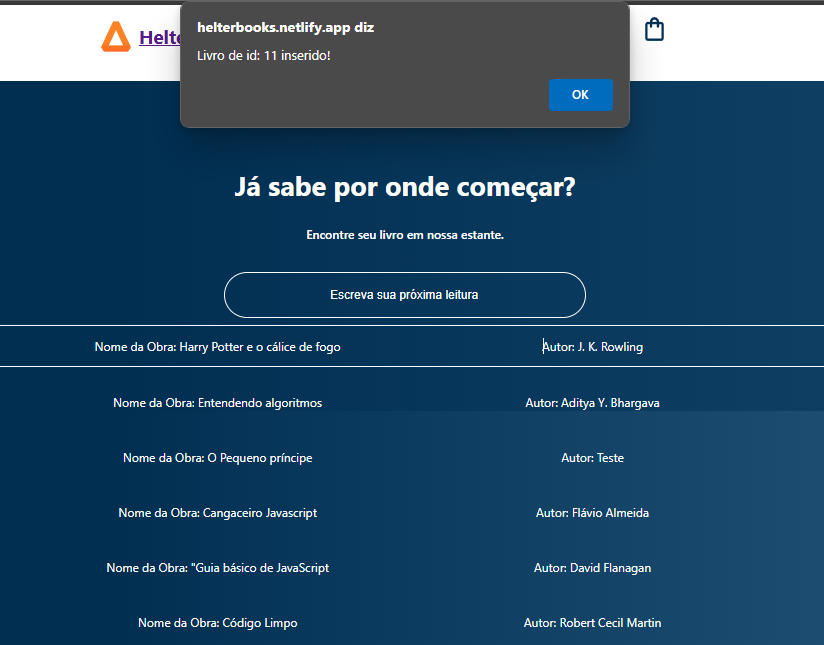 helterbooks.netlify.app diz
Livro de id: 11 inserido!
OK
Já sabe por onde começar?
Encontre seu livro em nossa estante.
Escreva sua próxima leitura
Nome da Obra: Harry Potter e o cálice de fogo Autor: J. K. Rowling
Nome da Obra: Entendendo algoritmos Autor: Aditya Y. Bhargava
Nome da Obra: O Pequeno príncipe Autor: Teste
Nome da Obra: Cangaceiro Javascript Autor: Flávio Almeida
Nome da Obra: "Guia básico de JavaScript Autor: David Flanagan
Nome da Obra: Código Limpo Autor: Robert Cecil Martin